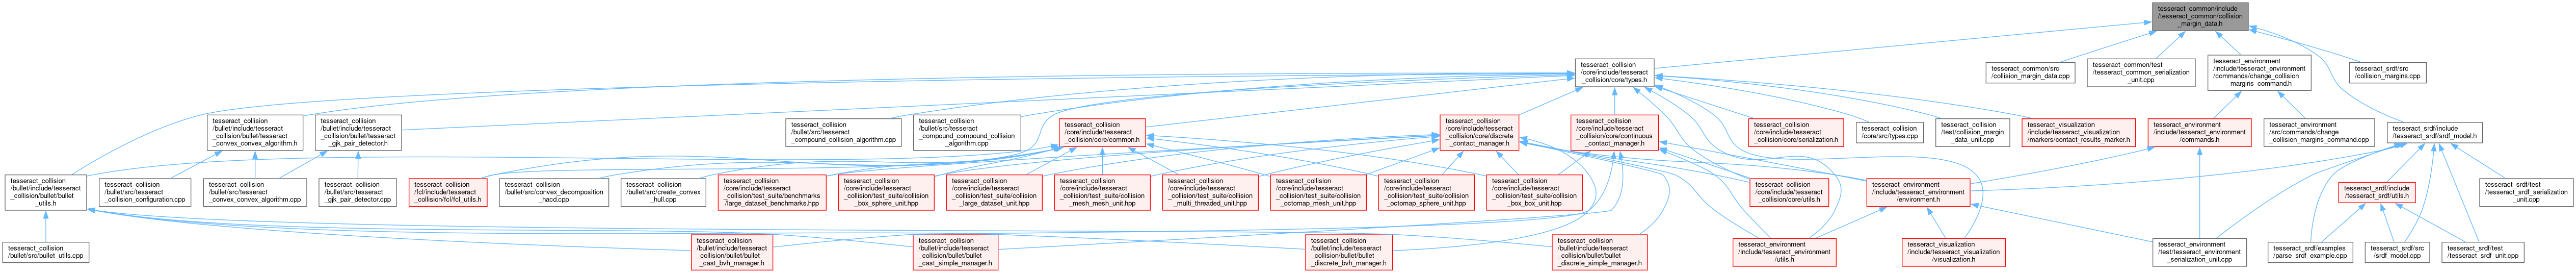 tesseract_common/include
/tesseract_common/collision
_margin_data.h
tesseract_collision
/core/include/tesseract
_collision/core/types.h
tesseract_common/src
/collision_margin_data.cpp
tesseract_common/test
/tesseract_common_serialization
_unit.cpp
tesseract_environment
/include/tesseract_environment
/commands/change_collision
_margins_command.h
tesseract_srdf/src
/collision_margins.cpp
tesseract_collision
/bullet/include/tesseract
_collision/bullet/tesseract
_convex_convex_algorithm.h
tesseract_collision
/bullet/include/tesseract
_collision/bullet/tesseract
_gjk_pair_detector.h
tesseract_collision
/bullet/src/tesseract
_compound_collision_algorithm.cpp
tesseract_collision
/bullet/src/tesseract
_compound_compound_collision
_algorithm.cpp
tesseract_collision
/core/include/tesseract
_collision/core/common.h
tesseract_collision
/core/include/tesseract
_collision/core/discrete
_contact_manager.h
tesseract_collision
/core/include/tesseract
_collision/core/continuous
_contact_manager.h
tesseract_collision
/core/include/tesseract
_collision/core/serialization.h
tesseract_collision
/core/src/types.cpp
tesseract_collision
/test/collision_margin
_data_unit.cpp
tesseract_visualization
/include/tesseract_visualization
/markers/contact_results_marker.h
tesseract_environment
/include/tesseract_environment
/commands.h
tesseract_environment
/src/commands/change
_collision_margins_command.cpp
tesseract_srdf/include
/tesseract_srdf/srdf_model.h
tesseract_collision
/bullet/include/tesseract
_collision/bullet/bullet
_utils.h
tesseract_collision
/bullet/src/tesseract
_collision_configuration.cpp
tesseract_collision
/bullet/src/tesseract
_convex_convex_algorithm.cpp
tesseract_collision
/bullet/src/tesseract
_gjk_pair_detector.cpp
tesseract_collision
/fcl/include/tesseract
_collision/fcl/fcl_utils.h
tesseract_collision
/bullet/src/convex_decomposition
_hacd.cpp
tesseract_collision
/bullet/src/create_convex
_hull.cpp
tesseract_collision
/core/include/tesseract
_collision/test_suite/benchmarks
/large_dataset_benchmarks.hpp
tesseract_collision
/core/include/tesseract
_collision/test_suite/collision
_box_sphere_unit.hpp
tesseract_collision
/core/include/tesseract
_collision/test_suite/collision
_large_dataset_unit.hpp
tesseract_collision
/core/include/tesseract
_collision/test_suite/collision
_mesh_mesh_unit.hpp
tesseract_collision
/core/include/tesseract
_collision/test_suite/collision
_multi_threaded_unit.hpp
tesseract_collision
/core/include/tesseract
_collision/test_suite/collision
_octomap_mesh_unit.hpp
tesseract_collision
/core/include/tesseract
_collision/test_suite/collision
_octomap_sphere_unit.hpp
tesseract_collision
/core/include/tesseract
_collision/test_suite/collision
_box_box_unit.hpp
tesseract_collision
/core/include/tesseract
_collision/core/utils.h
tesseract_environment
/include/tesseract_environment
/environment.h
tesseract_srdf/include
/tesseract_srdf/utils.h
tesseract_srdf/test
/tesseract_srdf_serialization
_unit.cpp
tesseract_collision
/bullet/src/bullet_utils.cpp
tesseract_collision
/bullet/include/tesseract
_collision/bullet/bullet
_cast_bvh_manager.h
tesseract_collision
/bullet/include/tesseract
_collision/bullet/bullet
_cast_simple_manager.h
tesseract_collision
/bullet/include/tesseract
_collision/bullet/bullet
_discrete_bvh_manager.h
tesseract_collision
/bullet/include/tesseract
_collision/bullet/bullet
_discrete_simple_manager.h
tesseract_environment
/include/tesseract_environment
/utils.h
tesseract_visualization
/include/tesseract_visualization
/visualization.h
tesseract_environment
/test/tesseract_environment
_serialization_unit.cpp
tesseract_srdf/examples
/parse_srdf_example.cpp
tesseract_srdf/src
/srdf_model.cpp
tesseract_srdf/test
/tesseract_srdf_unit.cpp